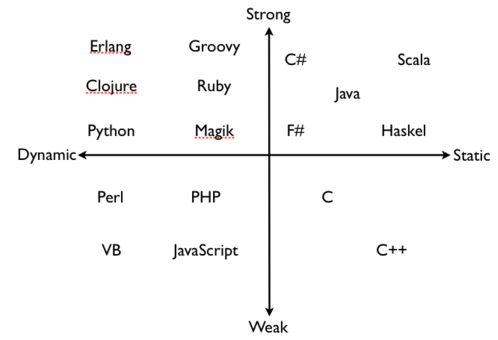 Strong
Erlang Groovy C# Scala
Clojure Ruby Java
Python Magik F# Haskel
Dynamic Static
Perl PHP C
VB JavaScript C++
Weak